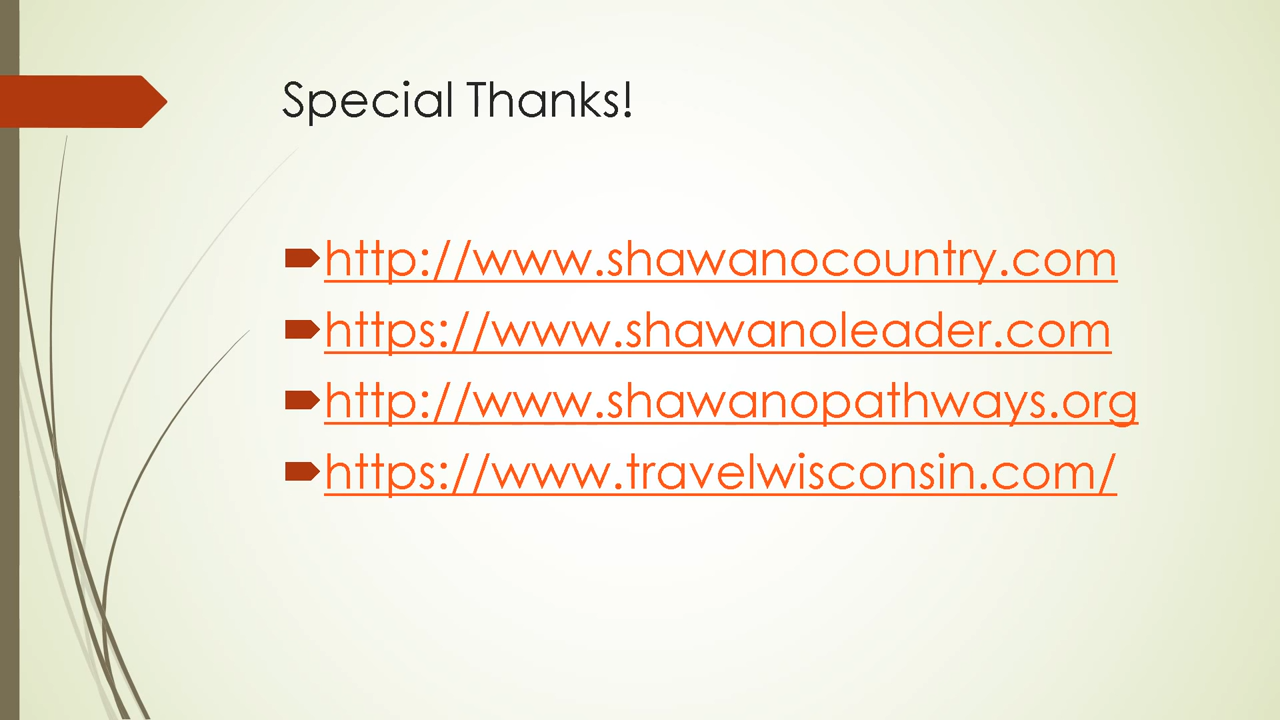 Special Thanks!
http://www.shawanocountry.com
https://www.shawanoleader.com
http://www.shawanopathways.org
https://www.travelwisconsin.com/